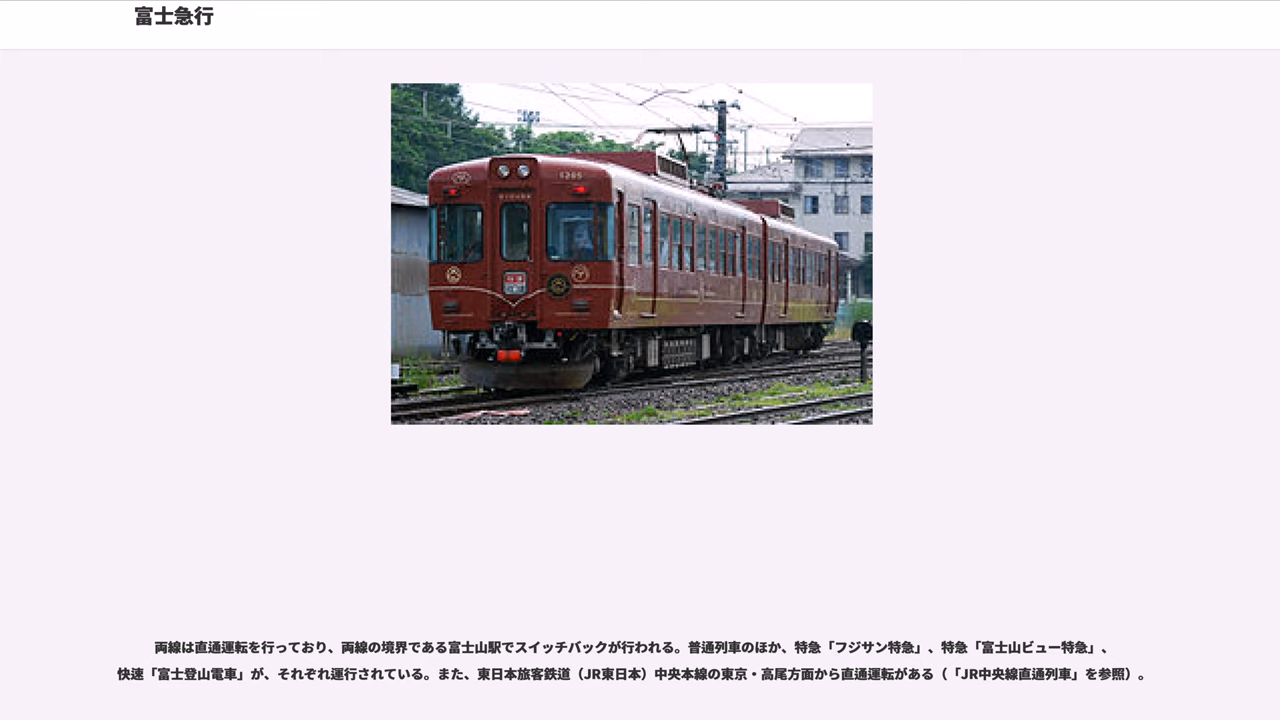 富士急行
1205
両線は直通運転を行っており、両線の境界である富士山駅でスイッチバックが行われる。普通列車のほか、特急「フジサン特急」、特急「富士山ビュー特急」、
快速「富士登山電車」が、それぞれ運行されている。また、東日本旅客鉄道（JR東日本）中央本線の東京・高尾方面から直通運転がある（「JR中央線直通列車」を参照）。